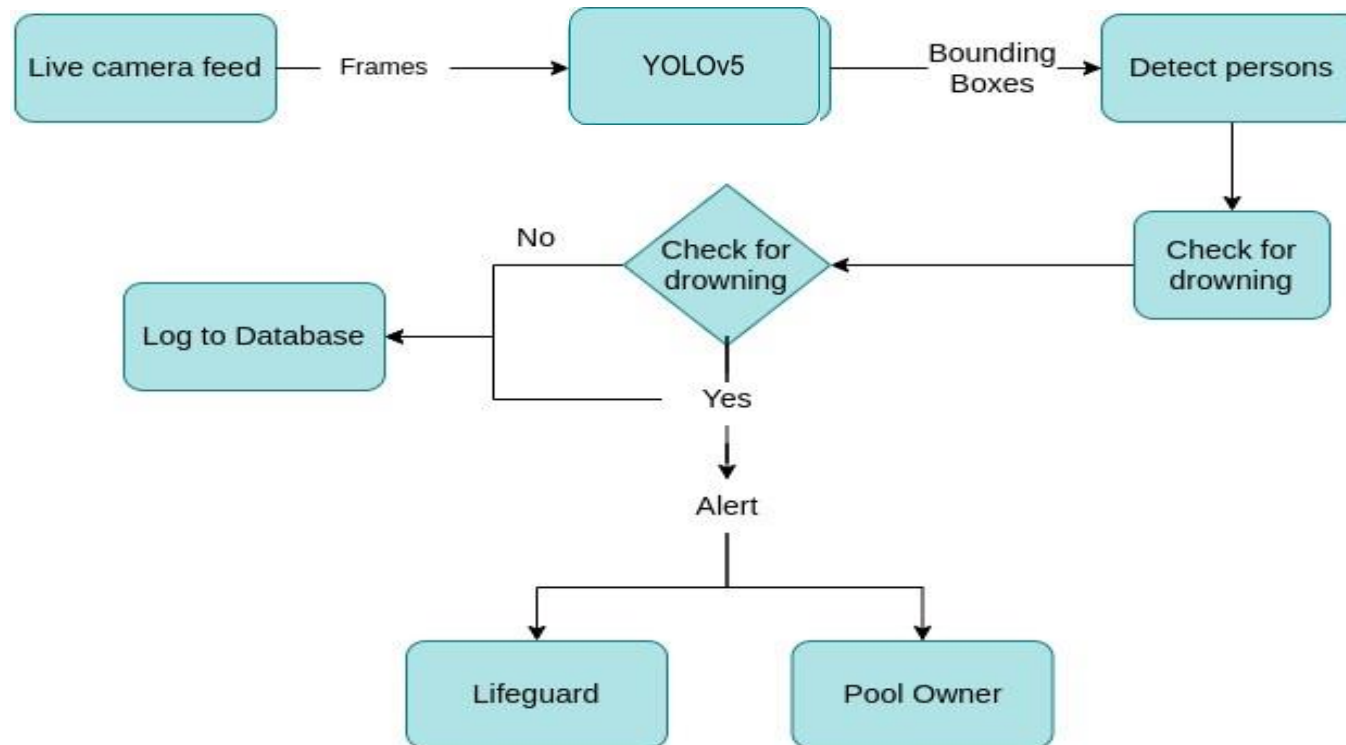 Live camera feed
Frames
YOLOv5
Bounding
Boxes
Detect persons
No
Check for
drowning
Check for
drowning
Log to Database
Yes
Alert
Lifeguard
Pool Owner